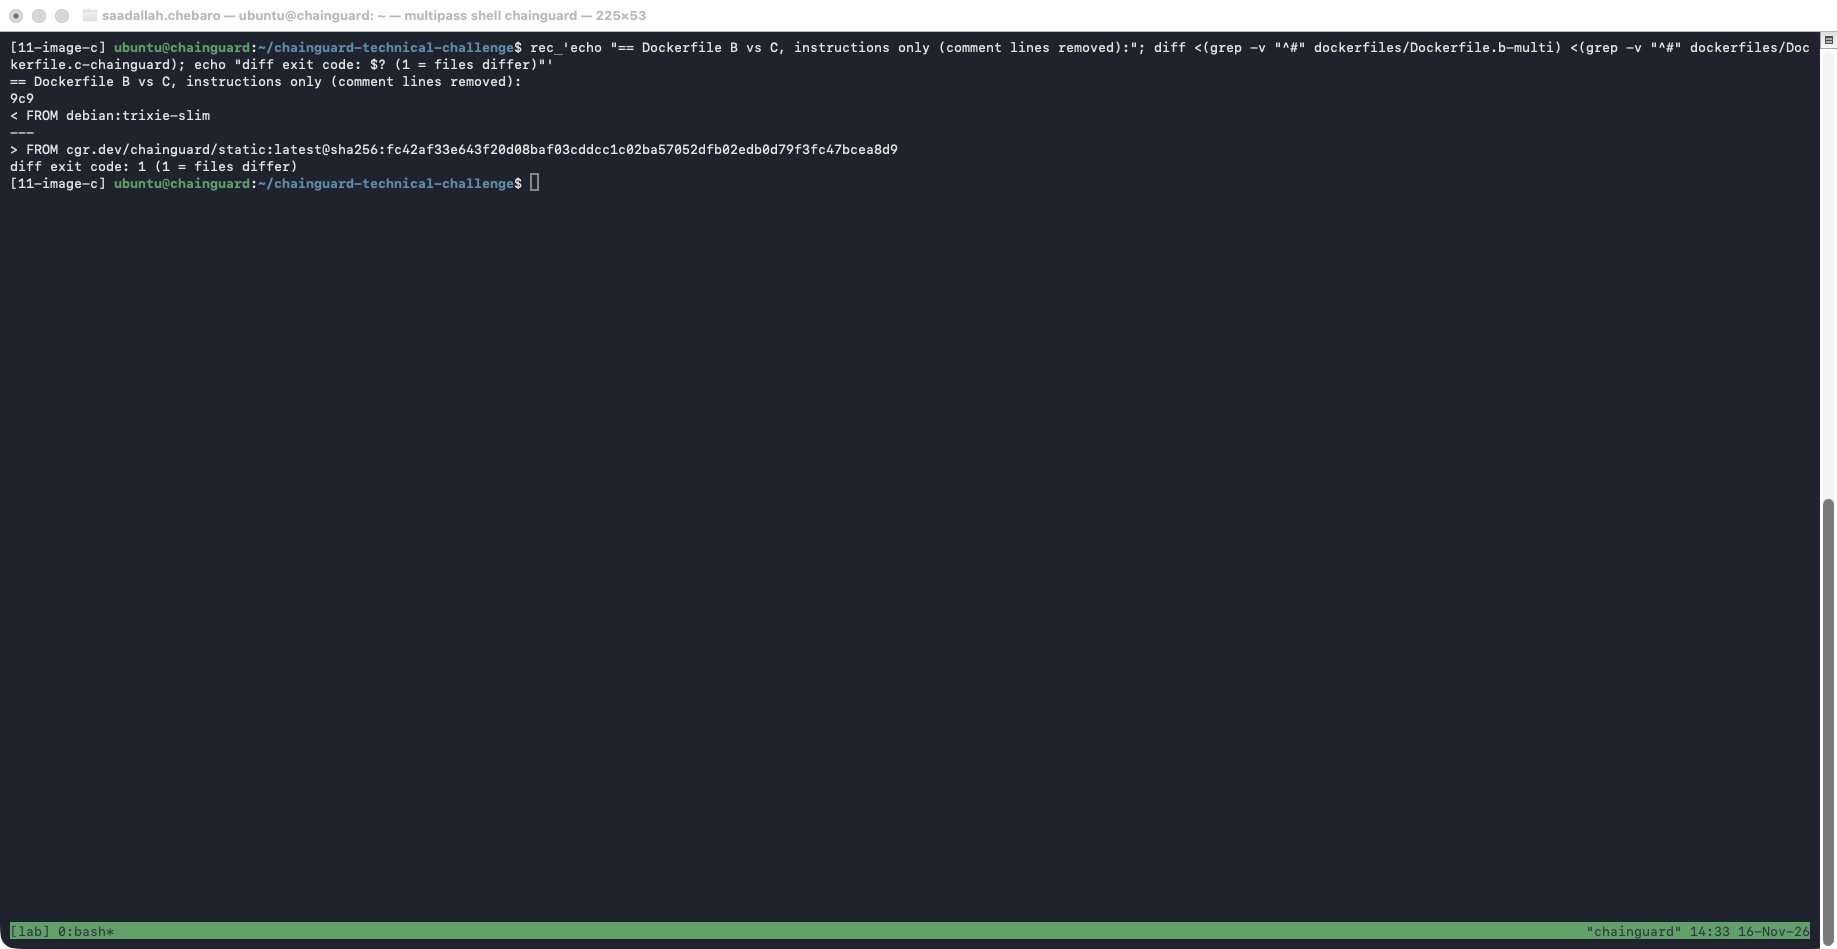 saadallah.chebaro — ubuntu@chainguard: ~ — multipass shell chainguard — 225×53
[11-image-c] ubuntu@chainguard:~/chainguard-technical-challenge$ rec_'echo "== Dockerfile B vs C, instructions only (comment lines removed):"; diff <(grep -v "^#" dockerfiles/Dockerfile.b-multi) <(grep -v "^#" dockerfiles/Doc
kerfile.c-chainguard); echo "diff exit code: $? (1 = files differ)"'
== Dockerfile B vs C, instructions only (comment lines removed):
9c9
< FROM debian:trixie-slim
---
> FROM cgr.dev/chainguard/static:latest@sha256:fc42af33e643f20d08baf03cddcc1c02ba57052dfb02edb0d79f3fc47bcea8d9
diff exit code: 1 (1 = files differ)
[11-image-c] ubuntu@chainguard:~/chainguard-technical-challenge$
[lab] 0:bash* "chainguard" 14:33 16-Nov-26